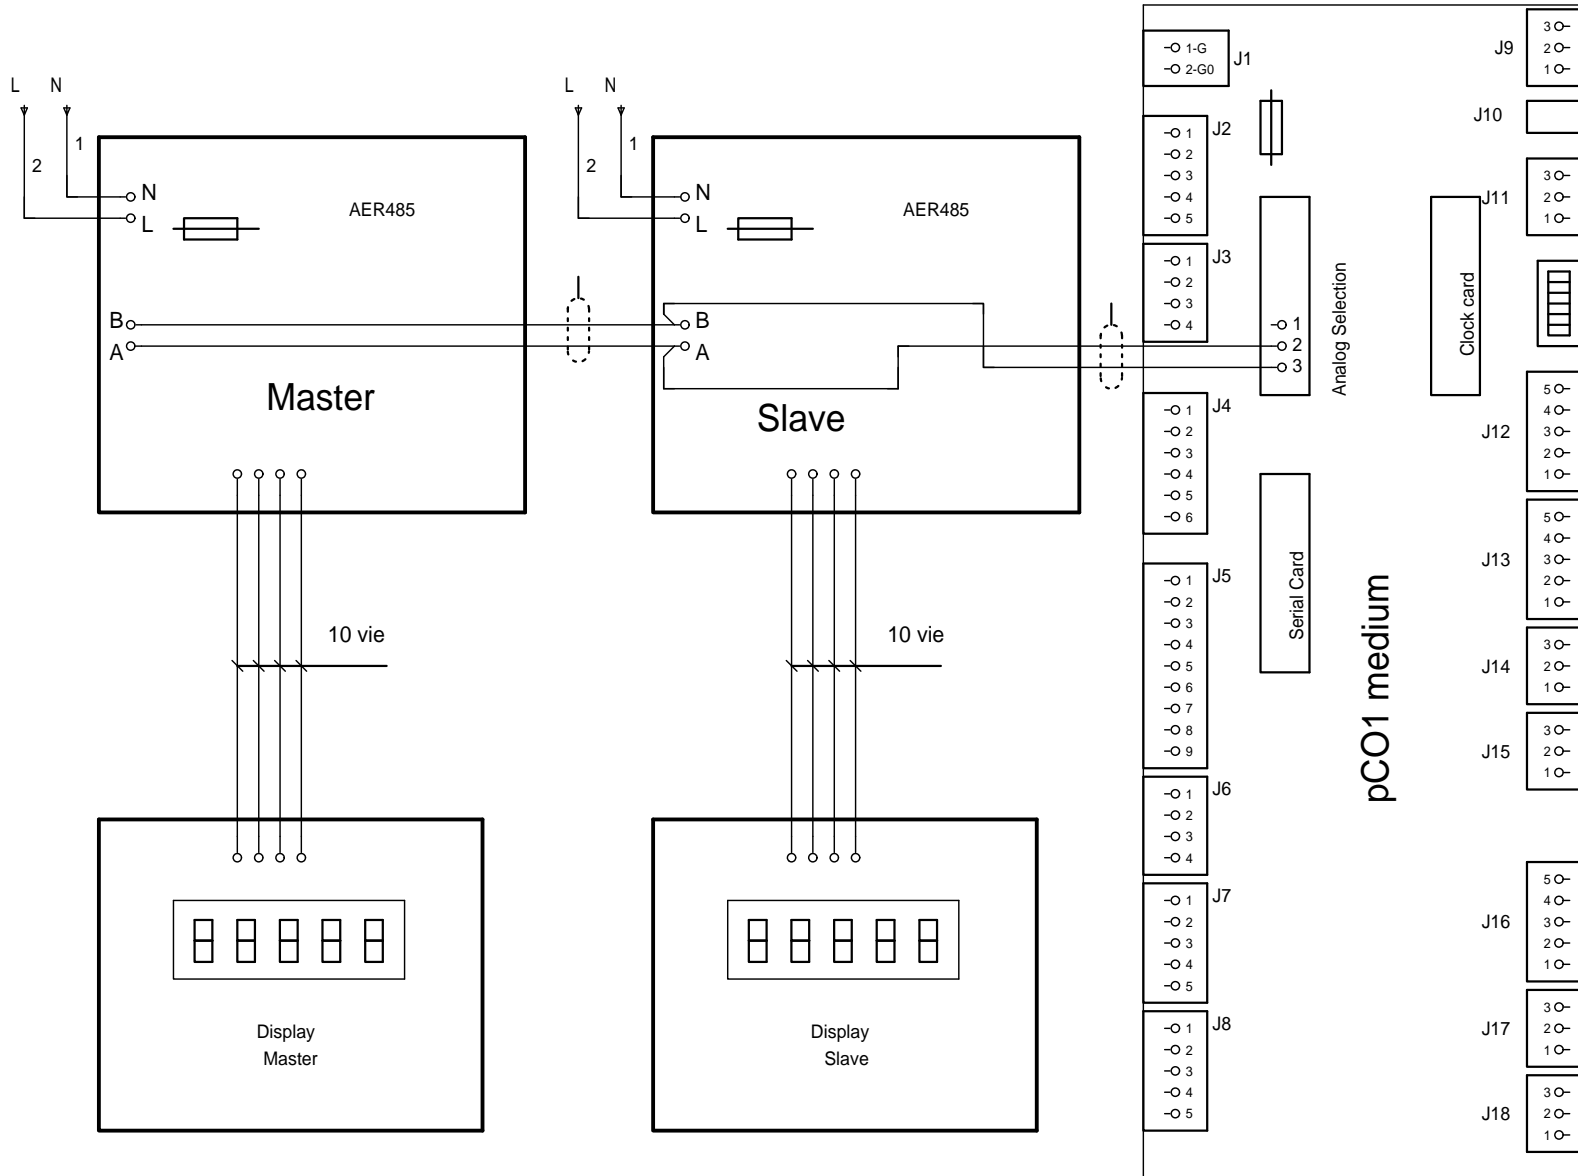 L N
2
1
N
L
AER485
B
A
Master
10 vie
Display
Master
L N
2
1
N
L
AER485
B
A
Slave
10 vie
Display
Slave
1-G
2-G0
J1
J2
1
2
3
4
5
J3
1
2
3
4
J4
1
2
3
4
5
6
J5
1
2
3
4
5
6
7
8
9
J6
1
2
3
4
J7
1
2
3
4
5
J8
1
2
3
4
5
1
2
3
Analog Selection
Clock card
Serial Card
pCO1 medium
J9
3
2
1
J10
J11
3
2
1
J12
5
4
3
2
1
J13
5
4
3
2
1
J14
3
2
1
J15
3
2
1
J16
5
4
3
2
1
J17
3
2
1
J18
3
2
1